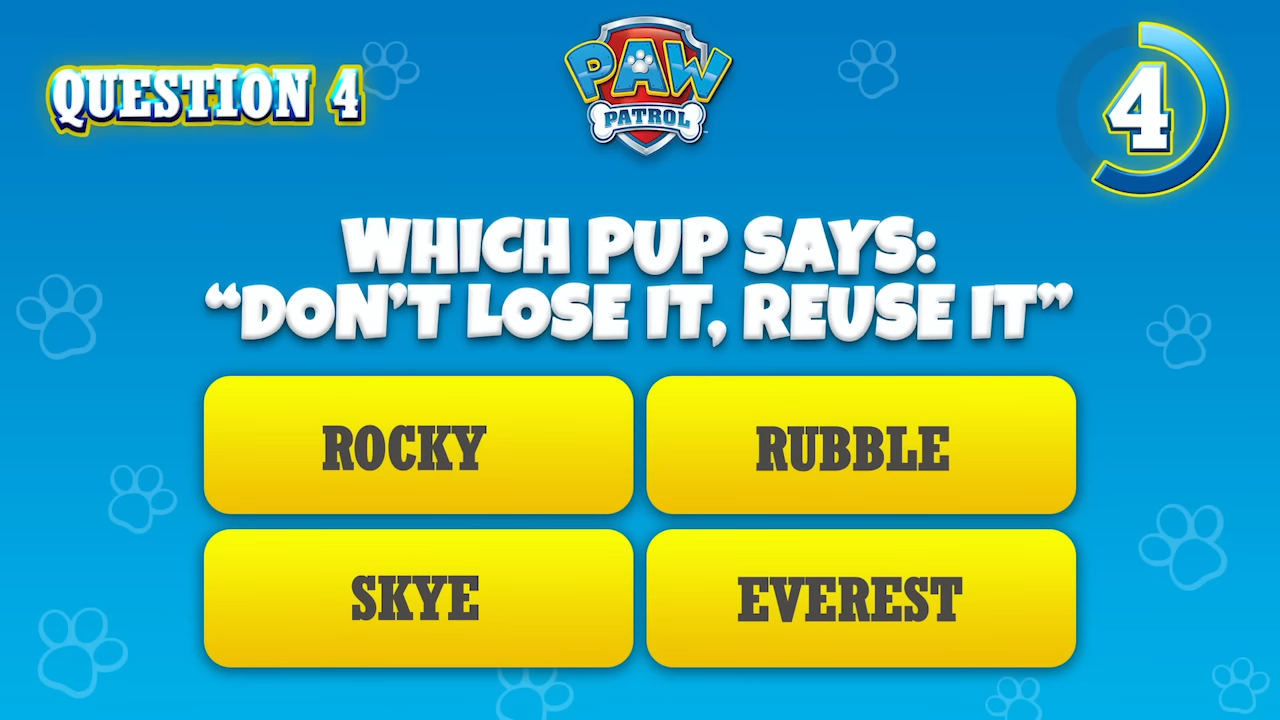 QUESTION 4
PAW
PATROL
4
WHICH PUP SAYS:
“DON’T LOSE IT, REUSE IT”
ROCKY
RUBBLE
SKYE
EVEREST